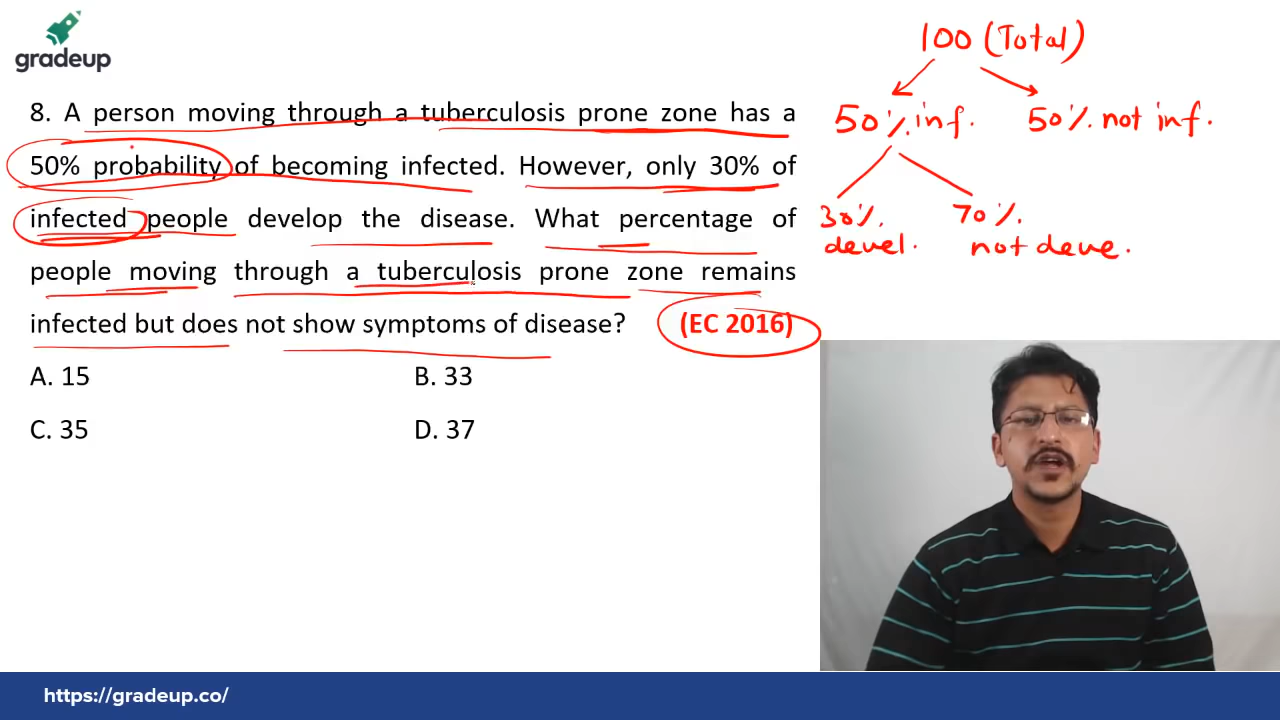 gradeup
8. A person moving through a tuberculosis prone zone has a
50% probability of becoming infected. However, only 30% of
infected people develop the disease. What percentage of
people moving through a tuberculosis prone zone remains
infected but does not show symptoms of disease? (EC 2016)
A. 15 B. 33
C. 35 D. 37
100 (Total)
50% inf. 50% not inf.
30% 70%
devel. not deve.
https://gradeup.co/